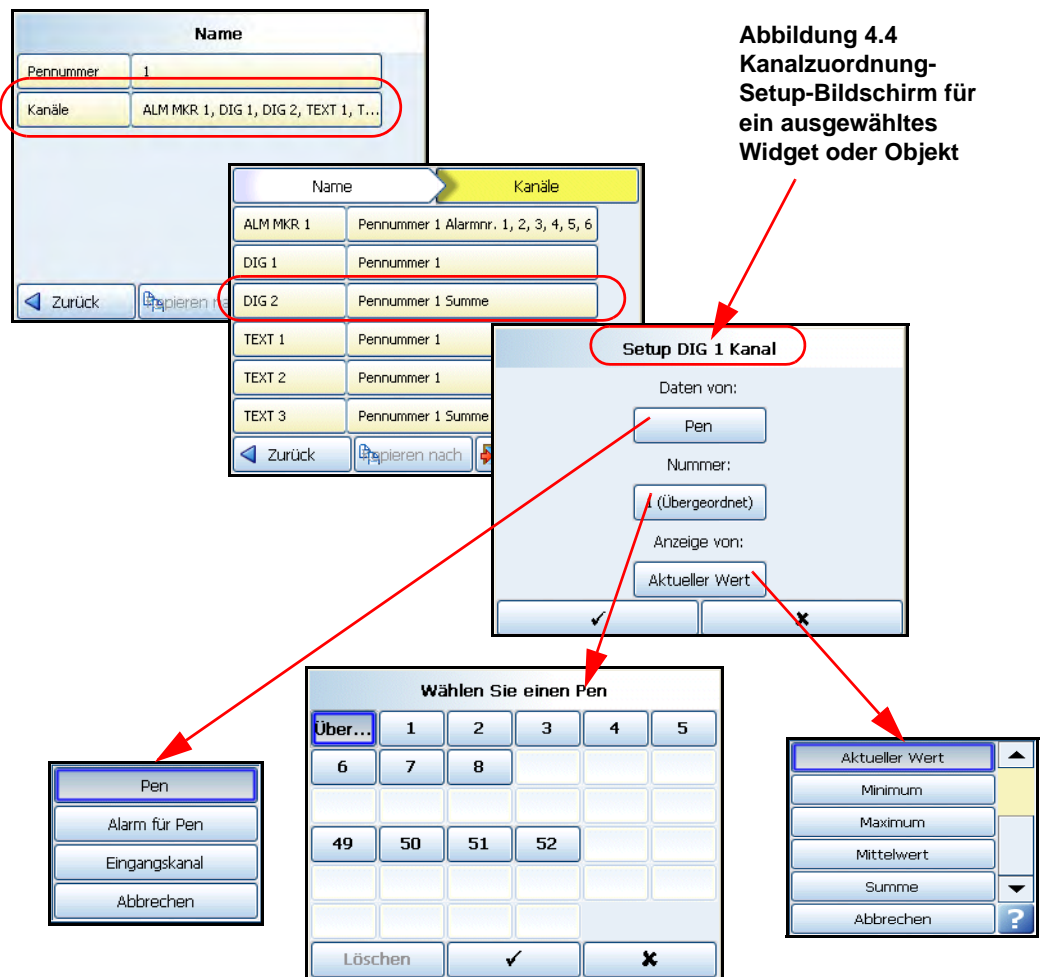 Abbildung 4.4
Kanalzuordnung-
Setup-Bildschirm für
ein ausgewähltes
Widget oder Objekt
Name
Pennummer 1
Kanäle ALM MKR 1, DIG 1, DIG 2, TEXT 1, T...
Zurück
Name Kanäle
ALM MKR 1 Pennummer 1 Alarmnr. 1, 2, 3, 4, 5, 6
DIG 1 Pennummer 1
DIG 2 Pennummer 1 Summe
TEXT 1 Pennummer 1
TEXT 2 Pennummer 1
TEXT 3 Pennummer 1 Summe
Zurück nach
Setup DIG 1 Kanal
Daten von:
Pen
Nummer:
1 (Übergeordnet)
Anzeige von:
Aktueller Wert
✓ ✗
Wählen Sie einen Pen
Über... 1 2 3 4 5
6 7 8
49 50 51 52
Löschen ✓ ✗
Pen
Alarm für Pen
Eingangskanal
Abbrechen
Aktueller Wert
Minimum
Maximum
Mittelwert
Summe
Abbrechen ?